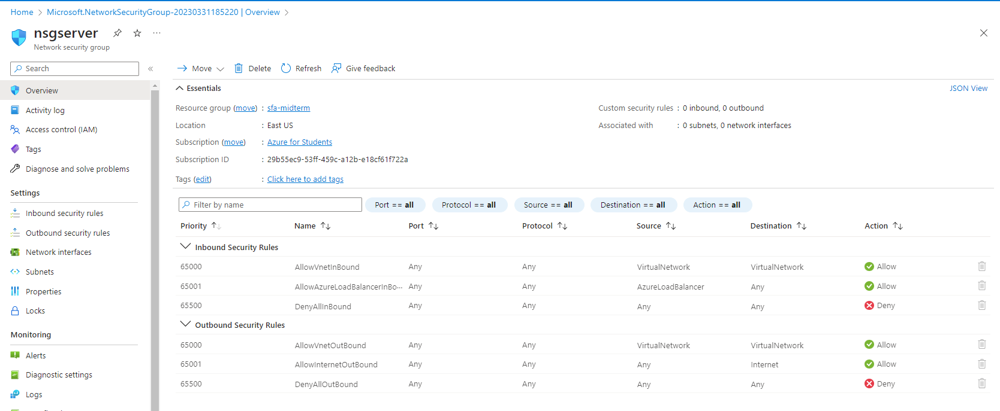 Home > Microsoft.NetworkSecurityGroup-20230331185220 | Overview >
nsgserver
Network security group
Search
«
Overview
Activity log
Access control (IAM)
Tags
Diagnose and solve problems
Settings
Inbound security rules
Outbound security rules
Network interfaces
Subnets
Properties
Locks
Monitoring
Alerts
Diagnostic settings
Logs
Move Delete Refresh Give feedback
Essentials JSON View
Resource group (move) : sfa-midterm
Location : East US
Subscription (move) : Azure for Students
Subscription ID : 29b55ec9-53ff-459c-a12b-e18cf61f722a
Tags (edit) : Click here to add tags
Custom security rules : 0 inbound, 0 outbound
Associated with : 0 subnets, 0 network interfaces
Filter by name Port == all Protocol == all Source == all Destination == all Action == all
Priority Name Port Protocol Source Destination Action
Inbound Security Rules
65000 AllowVnetInBound Any Any VirtualNetwork VirtualNetwork Allow
65001 AllowAzureLoadBalancerInBo··· Any Any AzureLoadBalancer Any Allow
65500 DenyAllInBound Any Any Any Any Deny
Outbound Security Rules
65000 AllowVnetOutBound Any Any VirtualNetwork VirtualNetwork Allow
65001 AllowInternetOutBound Any Any Any Internet Allow
65500 DenyAllOutBound Any Any Any Any Deny